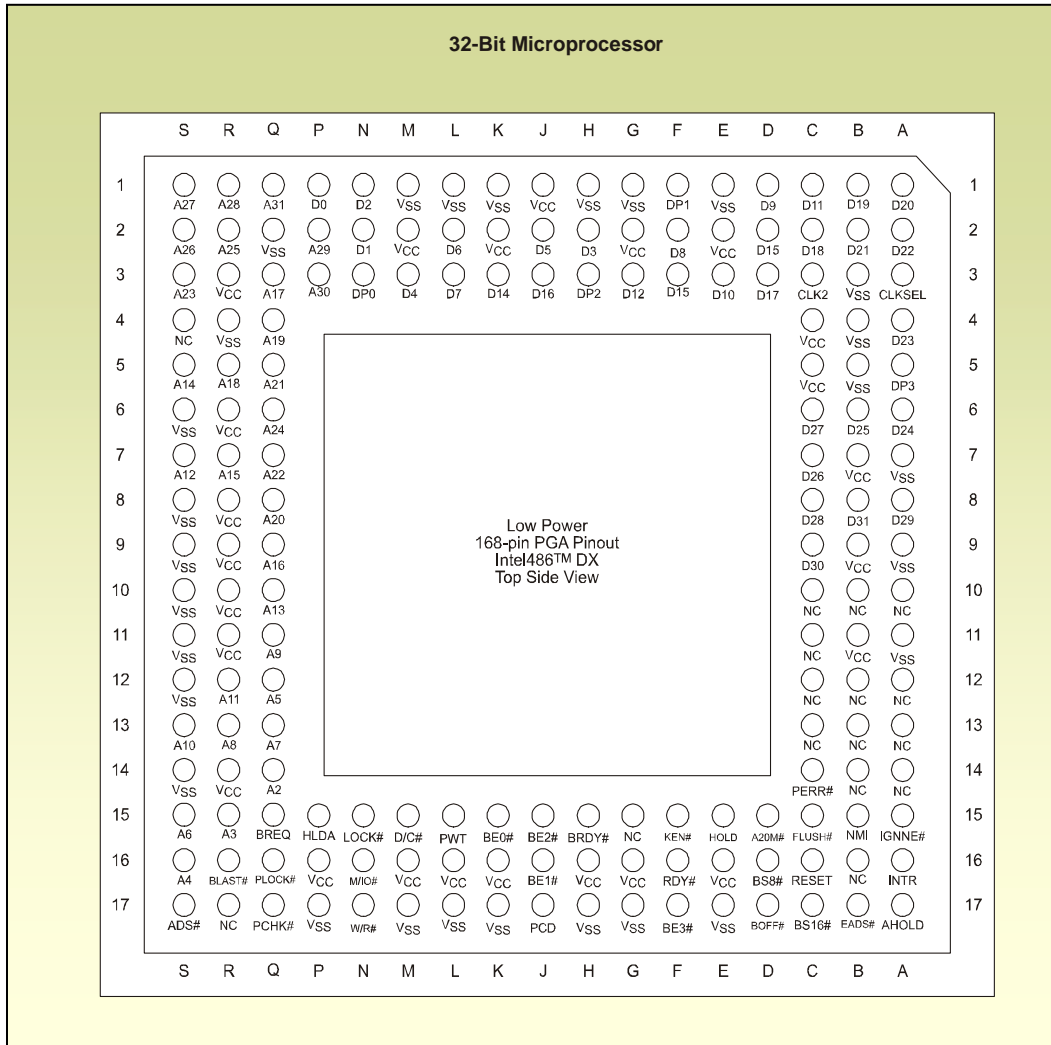 32-Bit Microprocessor
S R Q P N M L K J H G F E D C B A
1 1
A27 A28 A31 D0 D2 VSS VSS VSS VCC VSS VSS DP1 VSS D9 D11 D19 D20
2 2
A26 A25 VSS A29 D1 VCC D6 VCC D5 D3 VCC D8 VCC D15 D18 D21 D22
3 3
A23 VCC A17 A30 DP0 D4 D7 D14 D16 DP2 D12 D15 D10 D17 CLK2 VSS CLKSEL
4 4
NC VSS A19 VCC VSS D23
5 5
A14 A18 A21 VCC VSS DP3
6 6
VSS VCC A24 D27 D25 D24
7 7
A12 A15 A22 D26 VCC VSS
8 8
VSS VCC A20 D28 D31 D29
Low Power
168-pin PGA Pinout
Intel486™ DX
Top Side View
9 9
VSS VCC A16 D30 VCC VSS
10 10
VSS VCC A13 NC NC NC
11 11
VSS VCC A9 NC VCC VSS
12 12
VSS A11 A5 NC NC NC
13 13
A10 A8 A7 NC NC NC
14 14
VSS VCC A2 PERR# NC NC
15 15
A6 A3 BREQ HLDA LOCK# D/C# PWT BE0# BE2# BRDY# NC KEN# HOLD A20M# FLUSH# NMI IGNNE#
16 16
A4 BLAST# PLOCK# VCC M/IO# VCC VCC VCC BE1# VCC VCC RDY# VCC BS8# RESET NC INTR
17 17
ADS# NC PCHK# VSS W/R# VSS VSS VSS PCD VSS VSS BE3# VSS BOFF# BS16# EADS# AHOLD
S R Q P N M L K J H G F E D C B A